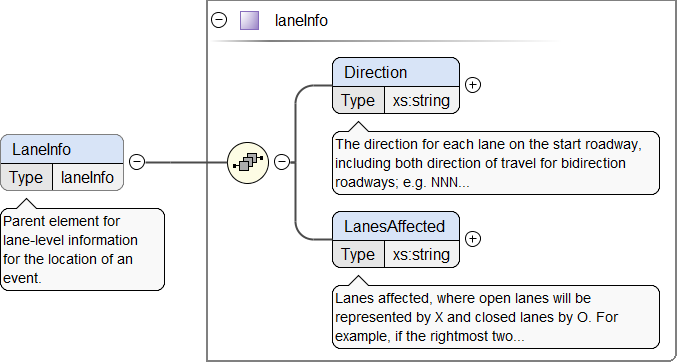 laneInfo
Direction
Type xs:string
The direction for each lane on the start roadway,
including both direction of travel for bidirection
roadways; e.g. NNN...
LaneInfo
Type laneInfo
Parent element for
lane-level information
for the location of an
event.
LanesAffected
Type xs:string
Lanes affected, where open lanes will be
represented by X and closed lanes by O. For
example, if the rightmost two...